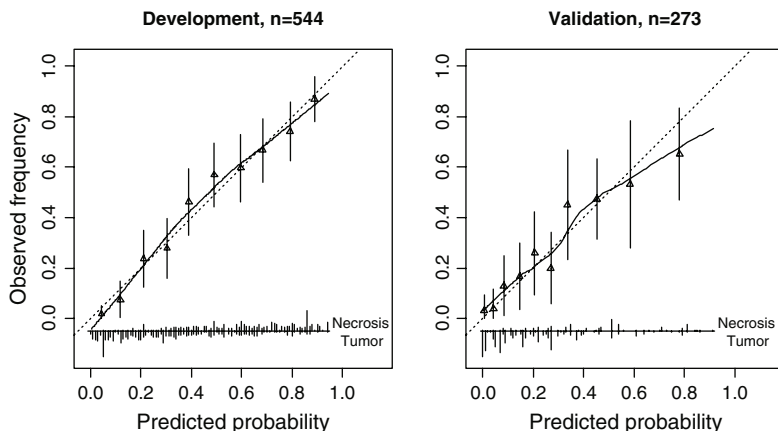 Development, n=544
Validation, n=273
Observed frequency
1.0
0.8
0.6
0.4
0.2
0.0
Necrosis
Tumor
0.0 0.2 0.4 0.6 0.8 1.0
Predicted probability
1.0
0.8
0.6
0.4
0.2
0.0
Necrosis
Tumor
0.0 0.2 0.4 0.6 0.8 1.0
Predicted probability